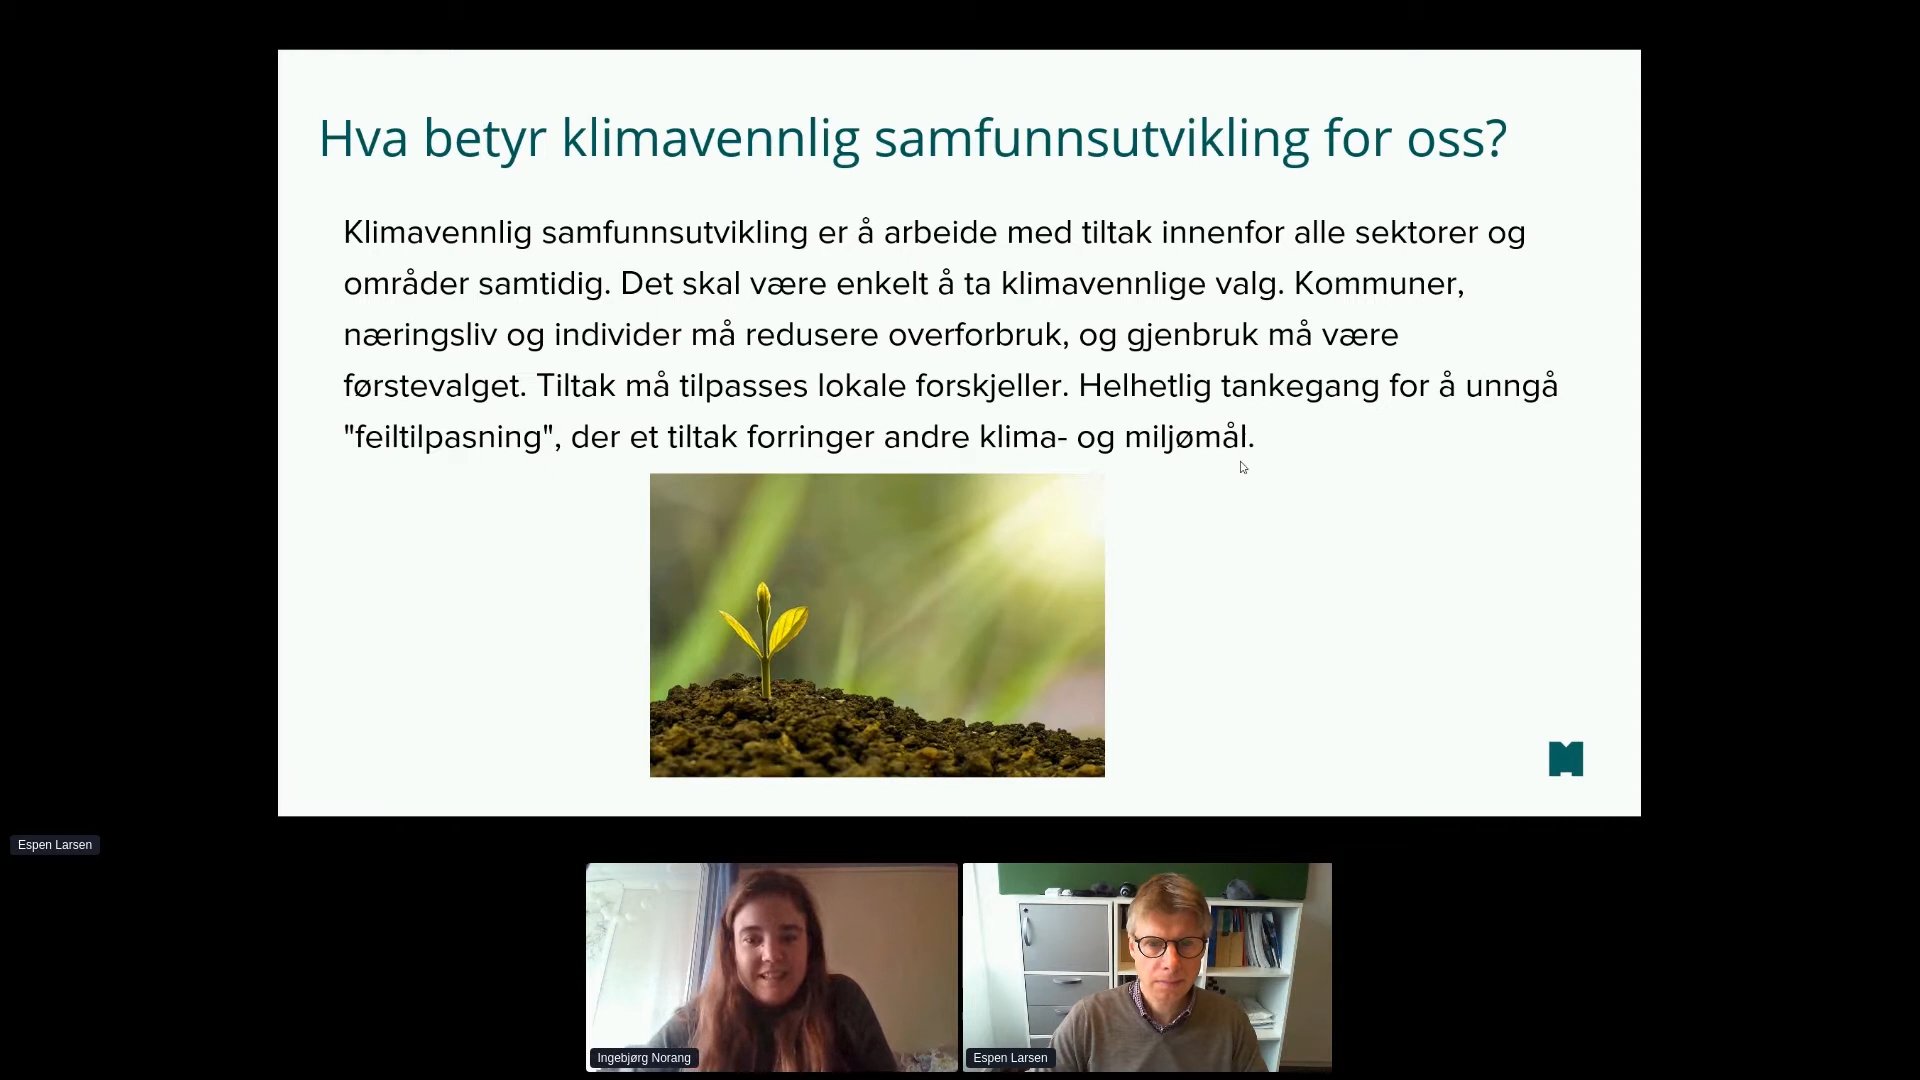 Hva betyr klimavennlig samfunnsutvikling for oss?
Klimavennlig samfunnsutvikling er å arbeide med tiltak innenfor alle sektorer og
områder samtidig. Det skal være enkelt å ta klimavennlige valg. Kommuner,
næringsliv og individer må redusere overforbruk, og gjenbruk må være
førstevalget. Tiltak må tilpasses lokale forskjeller. Helhetlig tankegang for å unngå
"feiltilpasning", der et tiltak forringer andre klima- og miljømål.
Espen Larsen
Ingebjørg Norang
Espen Larsen